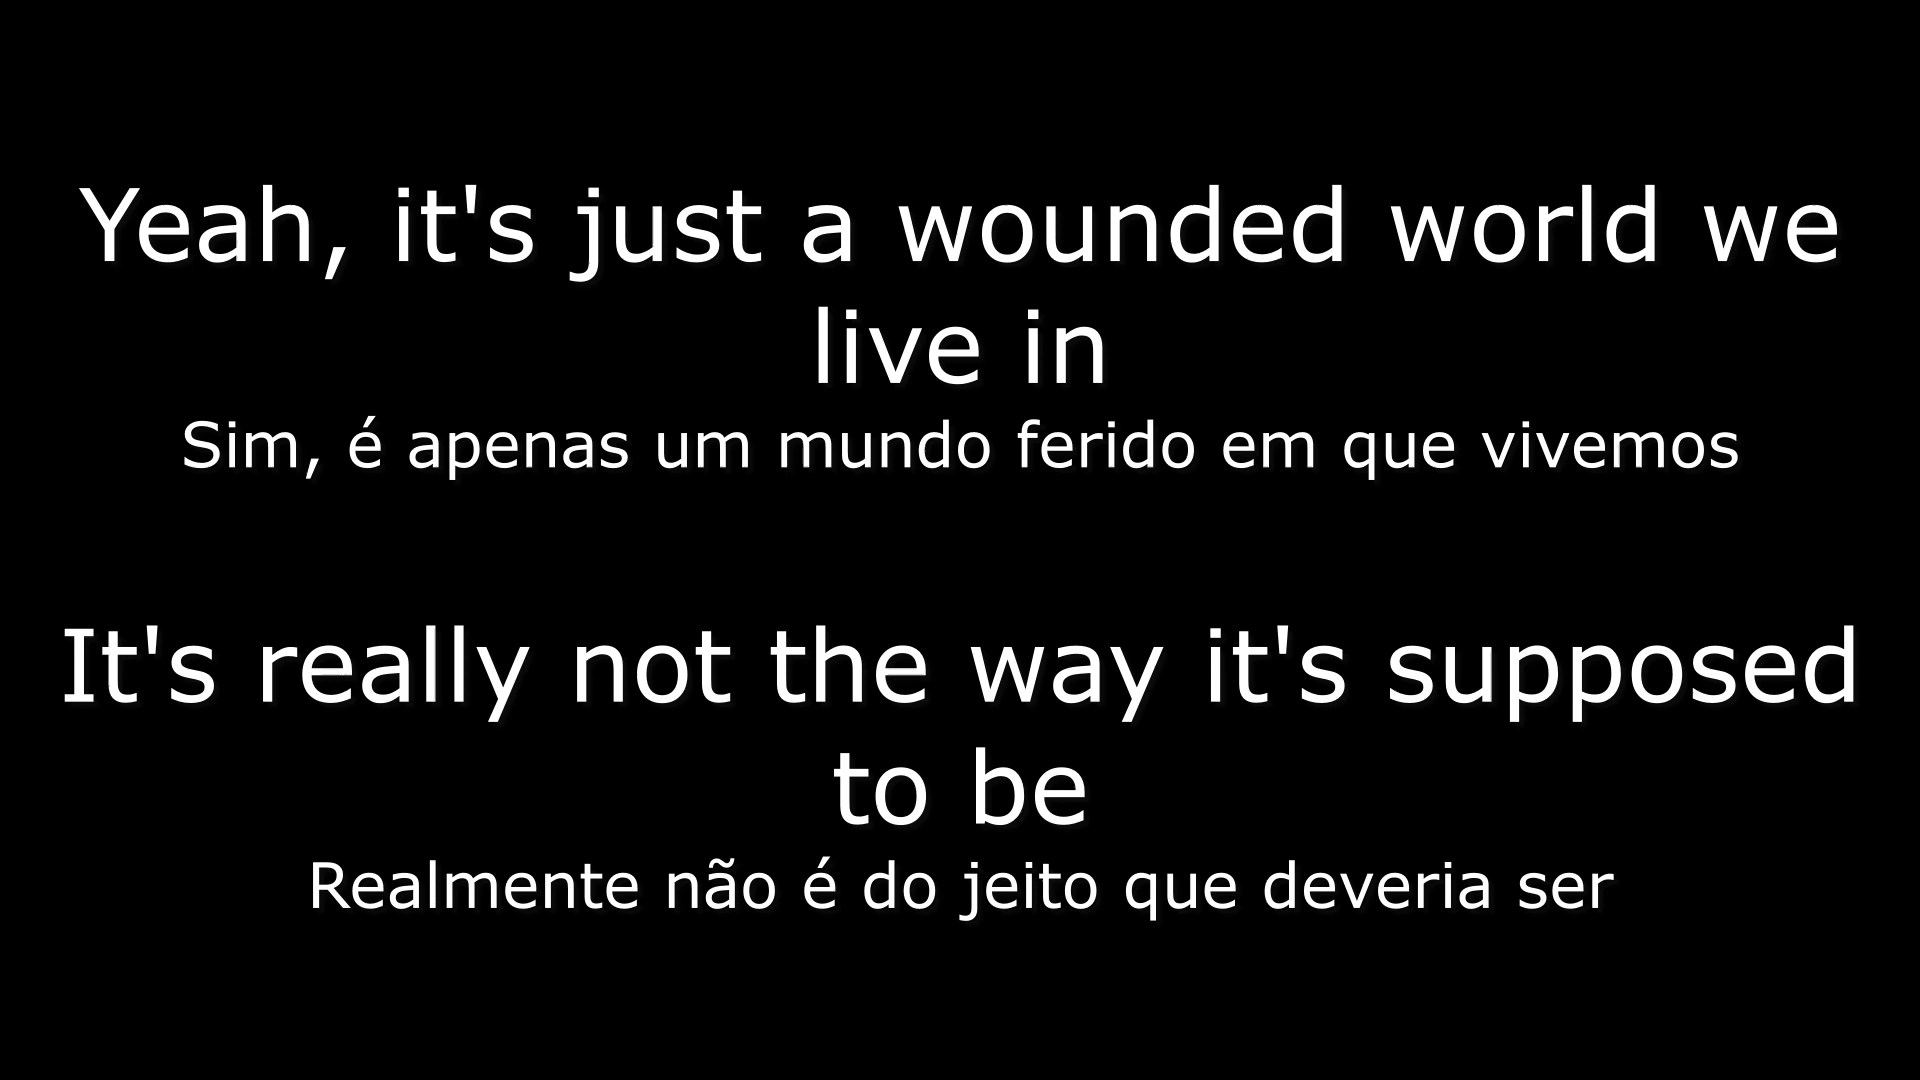 Yeah, it's just a wounded world we
live in
Sim, é apenas um mundo ferido em que vivemos
It's really not the way it's supposed
to be
Realmente não é do jeito que deveria ser